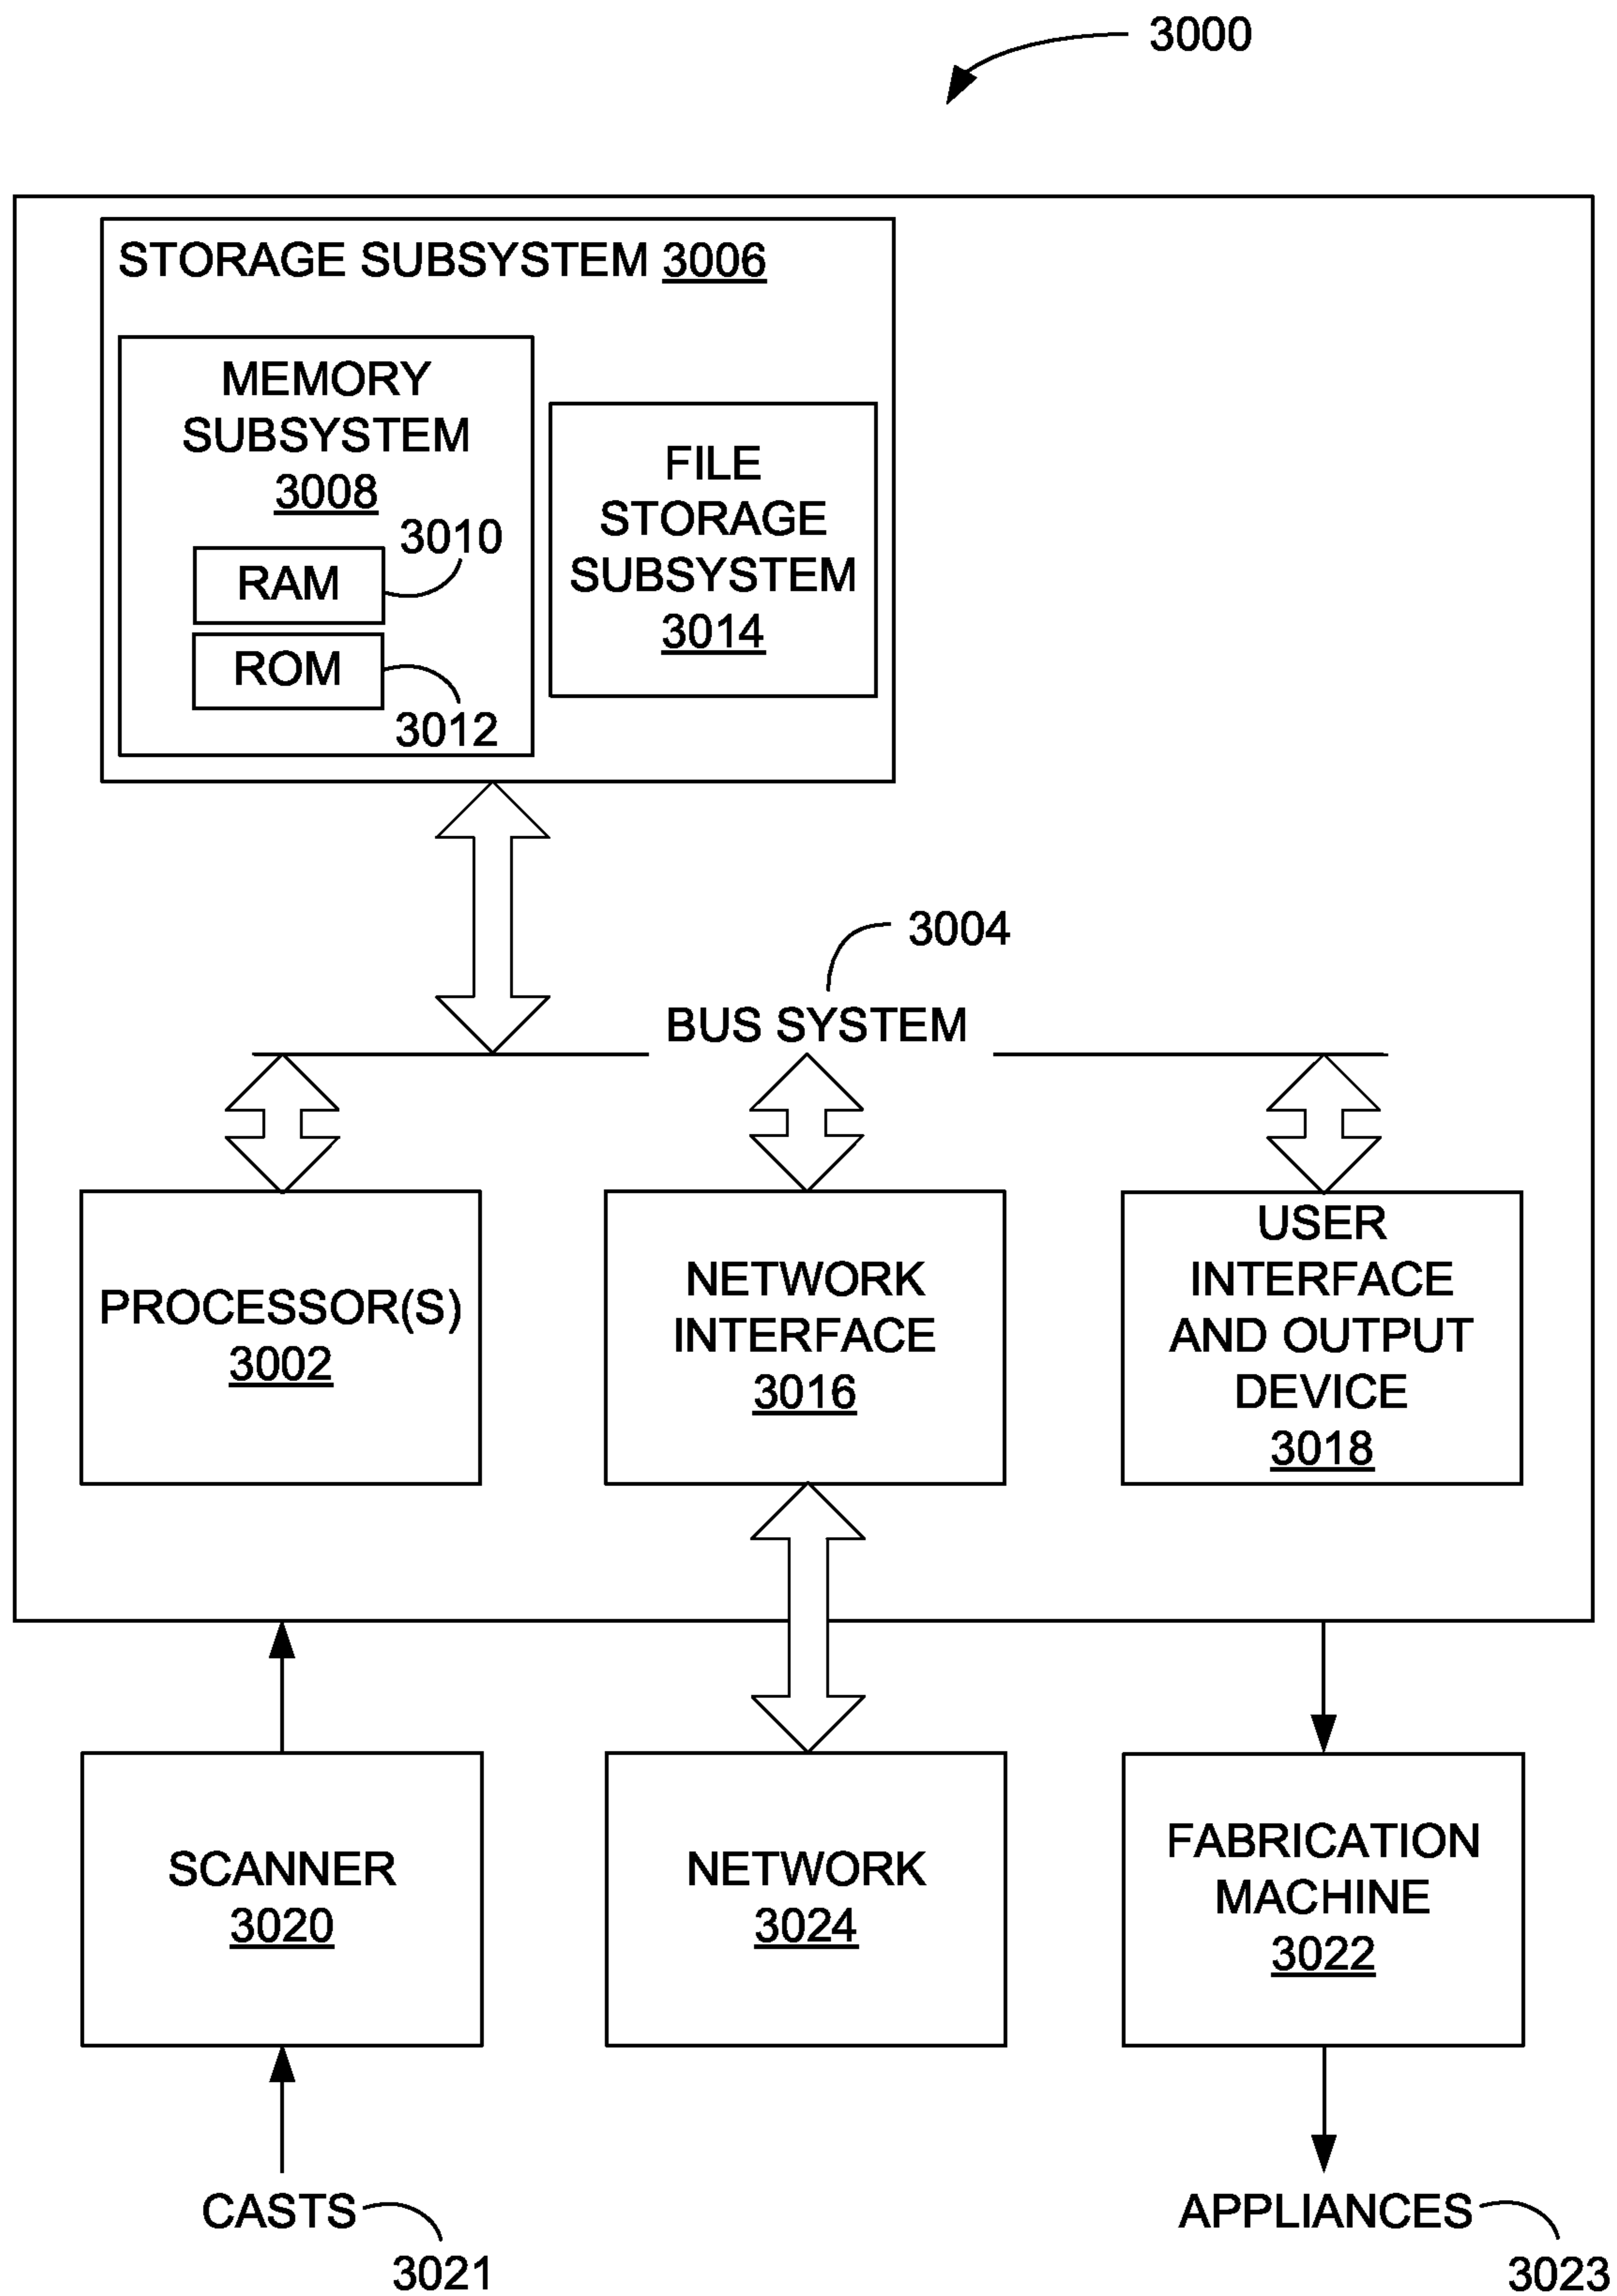 3000
STORAGE SUBSYSTEM 3006
MEMORY
SUBSYSTEM
3008
3010
RAM
ROM
3012
FILE
STORAGE
SUBSYSTEM
3014
3004
BUS SYSTEM
PROCESSOR(S)
3002
NETWORK
INTERFACE
3016
USER
INTERFACE
AND OUTPUT
DEVICE
3018
SCANNER
3020
NETWORK
3024
FABRICATION
MACHINE
3022
CASTS
3021
APPLIANCES
3023